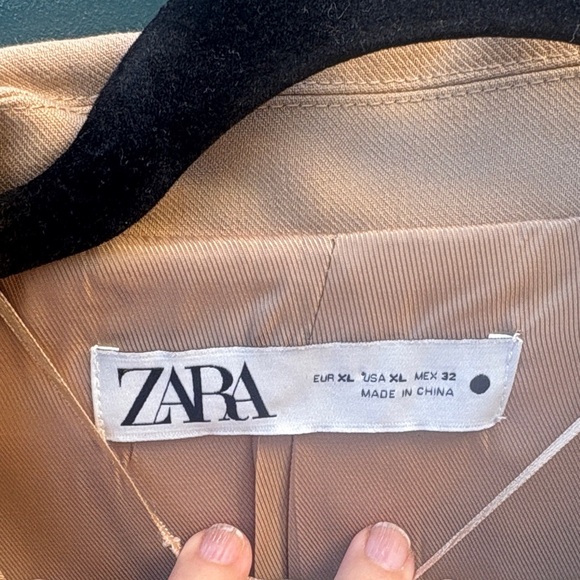 ZARA
EUR XL USA XL MEX 32
MADE IN CHINA